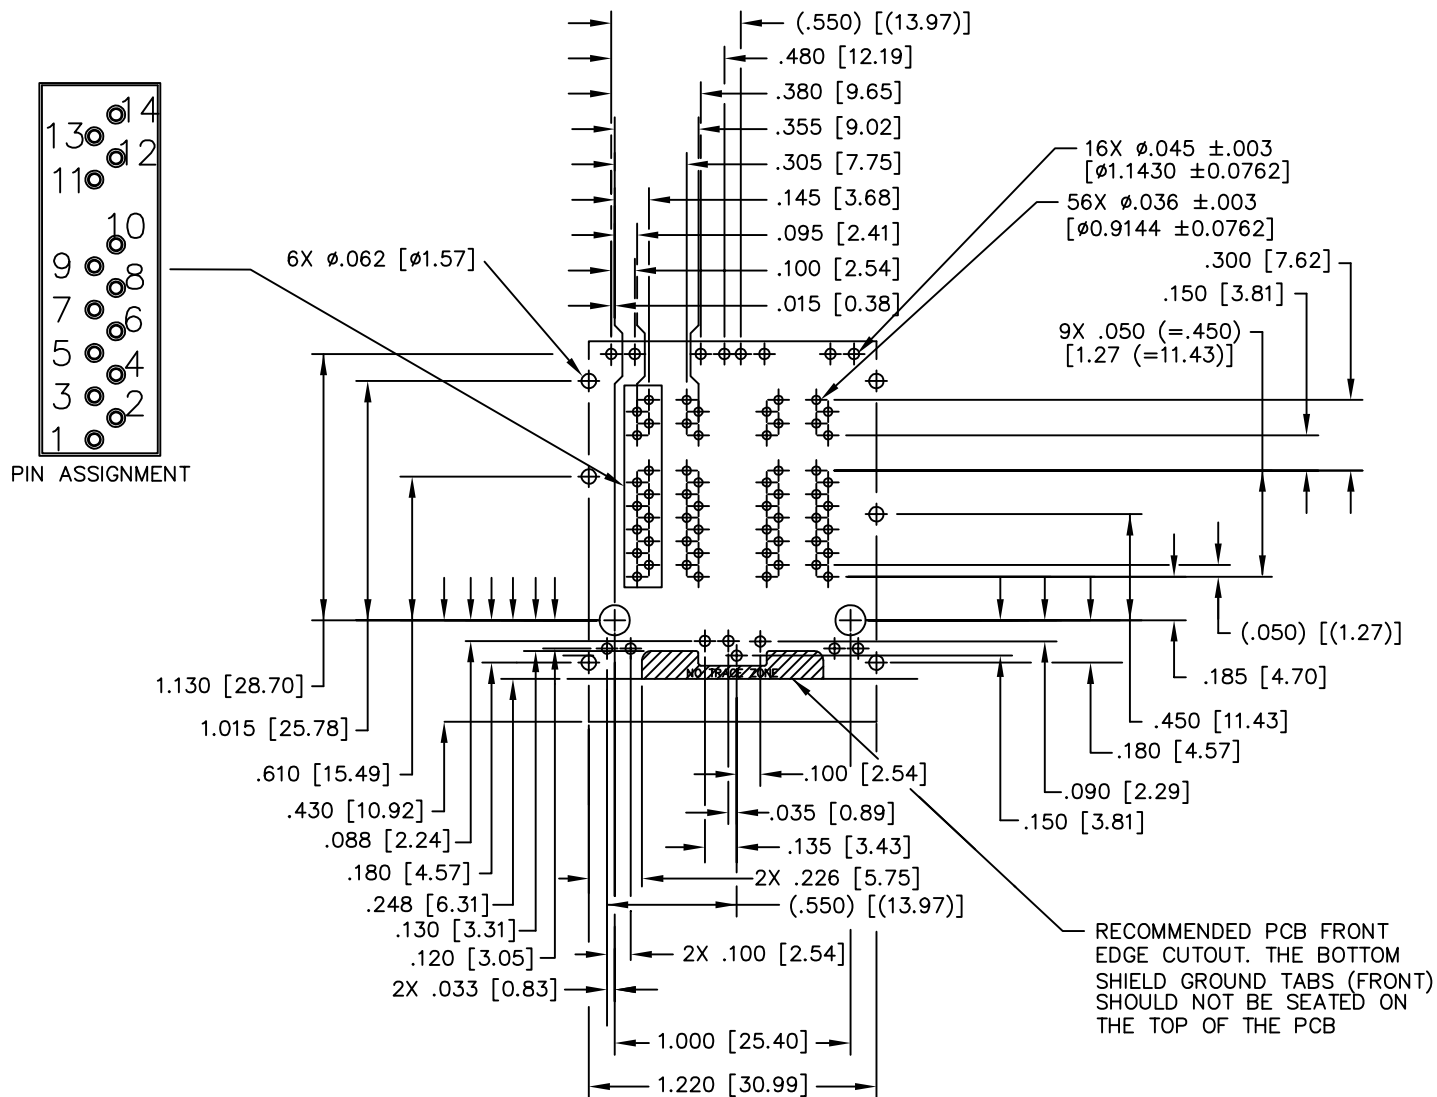 (.550) [(13.97)]
.480 [12.19]
.380 [9.65]
.355 [9.02]
.305 [7.75]
.145 [3.68]
.095 [2.41]
.100 [2.54]
.015 [0.38]
14
13
12
11
10
9
8
7
6
5
4
3
2
1
PIN ASSIGNMENT
6X ø.062 [ø1.57]
16X ø.045 ±.003
[ø1.1430 ±0.0762]
56X ø.036 ±.003
[ø0.9144 ±0.0762]
.300 [7.62]
.150 [3.81]
9X .050 (=.450)
[1.27 (=11.43)]
(.050) [(1.27)]
.185 [4.70]
.450 [11.43]
.180 [4.57]
.090 [2.29]
.150 [3.81]
NO TRACE ZONE
1.130 [28.70]
1.015 [25.78]
.610 [15.49]
.430 [10.92]
.088 [2.24]
.180 [4.57]
.248 [6.31]
.130 [3.31]
.120 [3.05]
2X .033 [0.83]
.100 [2.54]
.035 [0.89]
.135 [3.43]
2X .226 [5.75]
(.550) [(13.97)]
2X .100 [2.54]
1.000 [25.40]
1.220 [30.99]
RECOMMENDED PCB FRONT
EDGE CUTOUT. THE BOTTOM
SHIELD GROUND TABS (FRONT)
SHOULD NOT BE SEATED ON
THE TOP OF THE PCB